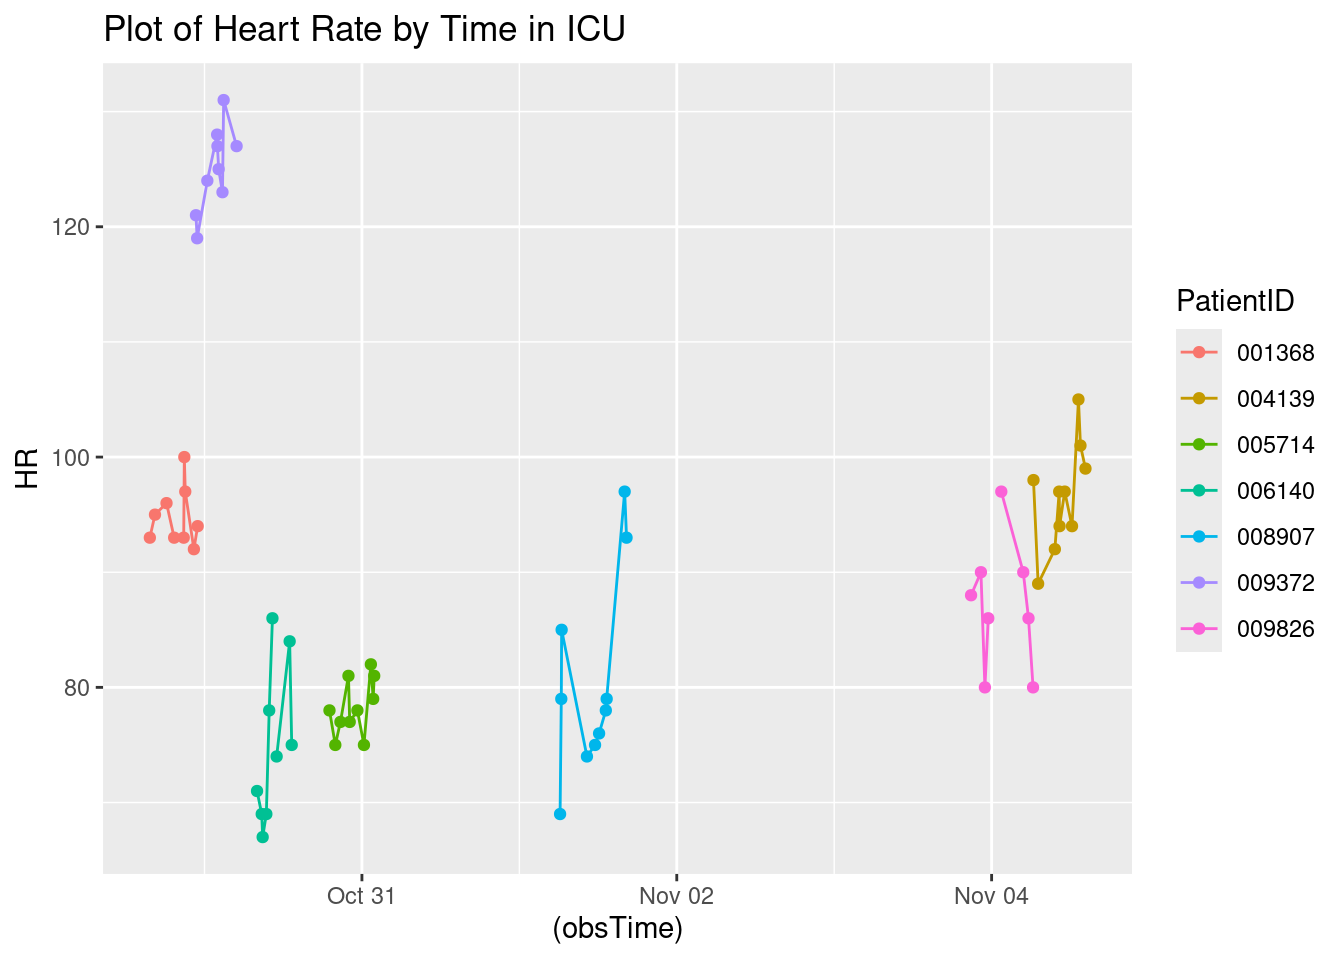 Plot of Heart Rate by Time in ICU
HR
120
100
80
Oct 31
Nov 02
Nov 04
(obsTime)
PatientID
001368
004139
005714
006140
008907
009372
009826